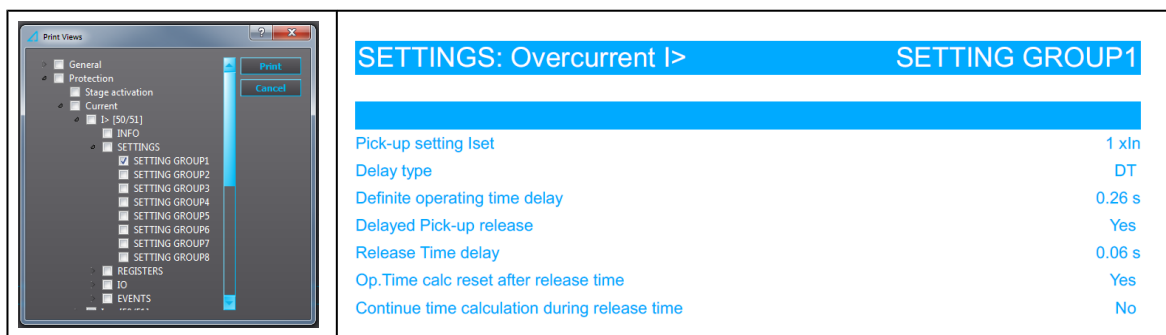 Print Views
General
Print
Protection
Cancel
Stage activation
Current
I> [50/51]
INFO
SETTINGS
SETTING GROUP1
SETTING GROUP2
SETTING GROUP3
SETTING GROUP4
SETTING GROUP5
SETTING GROUP6
SETTING GROUP7
SETTING GROUP8
REGISTERS
IO
EVENTS
SETTINGS: Overcurrent I> SETTING GROUP1
Pick-up setting Iset 1 xIn
Delay type DT
Definite operating time delay 0.26 s
Delayed Pick-up release Yes
Release Time delay 0.06 s
Op.Time calc reset after release time Yes
Continue time calculation during release time No